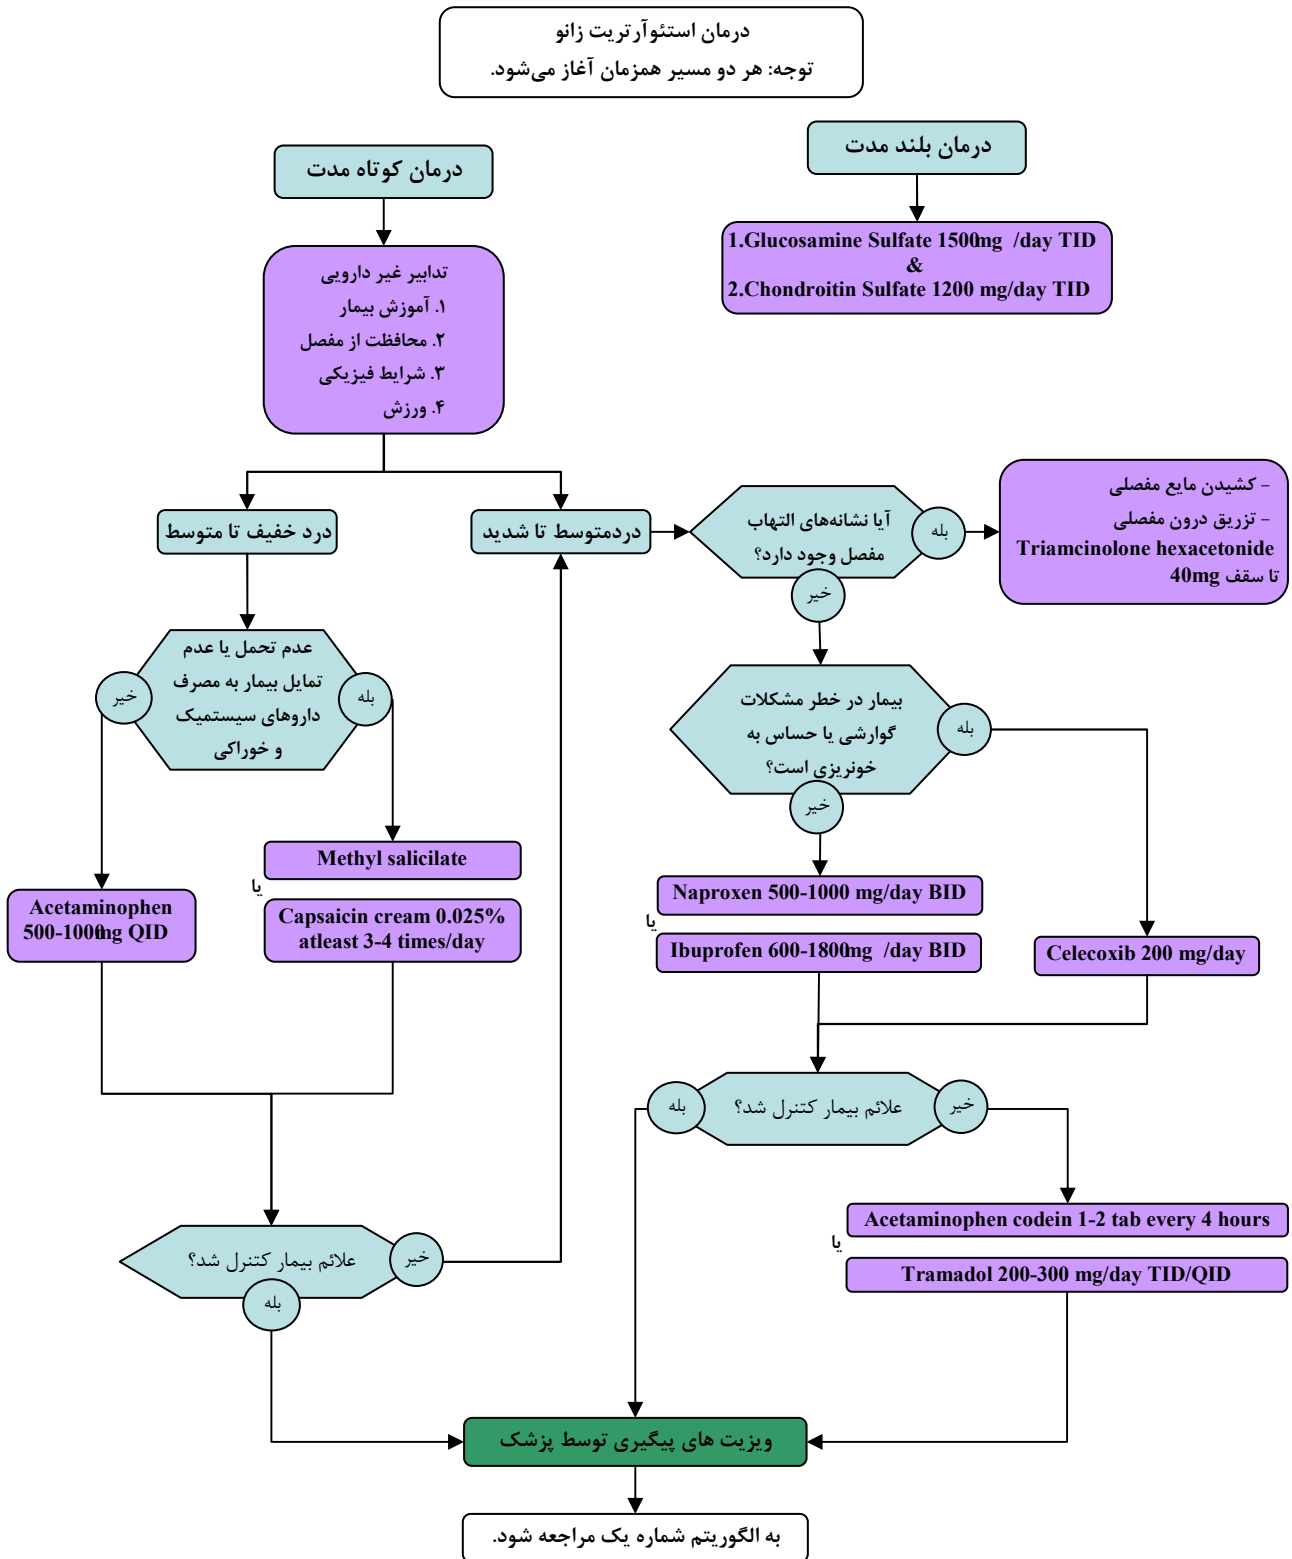 درمان استئوآرتریت زانو
توجه: هر دو مسیر همزمان آغاز می‌شود.
درمان بلند مدت
درمان کوتاه مدت
1.Glucosamine Sulfate 1500mg /day TID
&
2.Chondroitin Sulfate 1200 mg/day TID
تدابیر غیر دارویی
۱. آموزش بیمار
۲. محافظت از مفصل
۳. شرایط فیزیکی
۴. ورزش
درد خفیف تا متوسط
دردمتوسط تا شدید
آیا نشانه‌های التهاب
مفصل وجود دارد؟
بله
خیر
- کشیدن مایع مفصلی
- تزریق درون مفصلی
Triamcinolone hexacetonide
تا سقف 40mg
عدم تحمل یا عدم
تمایل بیمار به مصرف
داروهای سیستمیک
و خوراکی
خیر
بله
بیمار در خطر مشکلات
گوارشی یا حساس به
خونریزی است؟
بله
خیر
Methyl salicilate
یا
Capsaicin cream 0.025%
atleast 3-4 times/day
Acetaminophen
500-1000mg QID
Naproxen 500-1000 mg/day BID
یا
Ibuprofen 600-1800mg /day BID
Celecoxib 200 mg/day
علائم بیمار کتنرل شد؟
بله
خیر
Acetaminophen codein 1-2 tab every 4 hours
یا
Tramadol 200-300 mg/day TID/QID
علائم بیمار کتنرل شد؟
خیر
بله
ویزیت های پیگیری توسط پزشک
به الگوریتم شماره یک مراجعه شود.